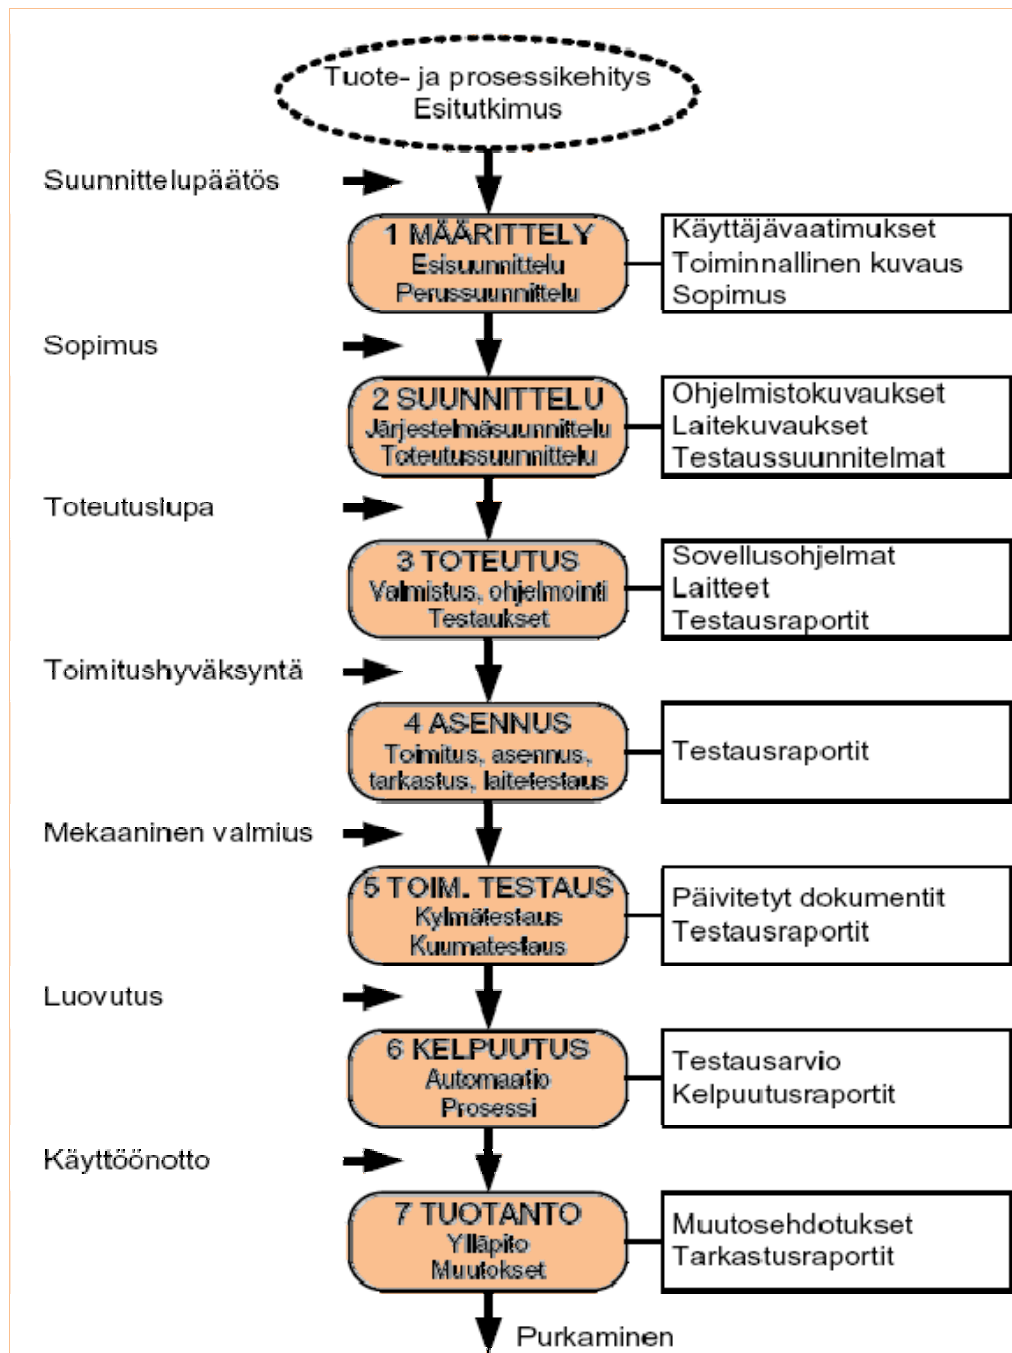 Tuote- ja prosessikehitys
Esitutkimus
Suunnittelupäätös
1 MÄÄRITTELY
Esisuunnittelu
Perussuunnittelu
Käyttäjävaatimukset
Toiminnallinen kuvaus
Sopimus
Sopimus
2 SUUNNITTELU
Järjestelmäsuunnittelu
Toteutussuunnittelu
Ohjelmistokuvaukset
Laitekuvaukset
Testaussuunnitelmat
Toteutuslupa
3 TOTEUTUS
Valmistus, ohjelmointi
Testaukset
Sovellusohjelmat
Laitteet
Testausraportit
Toimitushyväksyntä
4 ASENNUS
Toimitus, asennus,
tarkastus, laitetestaus
Testausraportit
Mekaaninen valmius
5 TOIM. TESTAUS
Kylmätestaus
Kuumatestaus
Päivitetyt dokumentit
Testausraportit
Luovutus
6 KELPUUTUS
Automaatio
Prosessi
Testausarvio
Kelpuutusraportit
Käyttöönotto
7 TUOTANTO
Ylläpito
Muutokset
Muutosehdotukset
Tarkastusraportit
Purkaminen